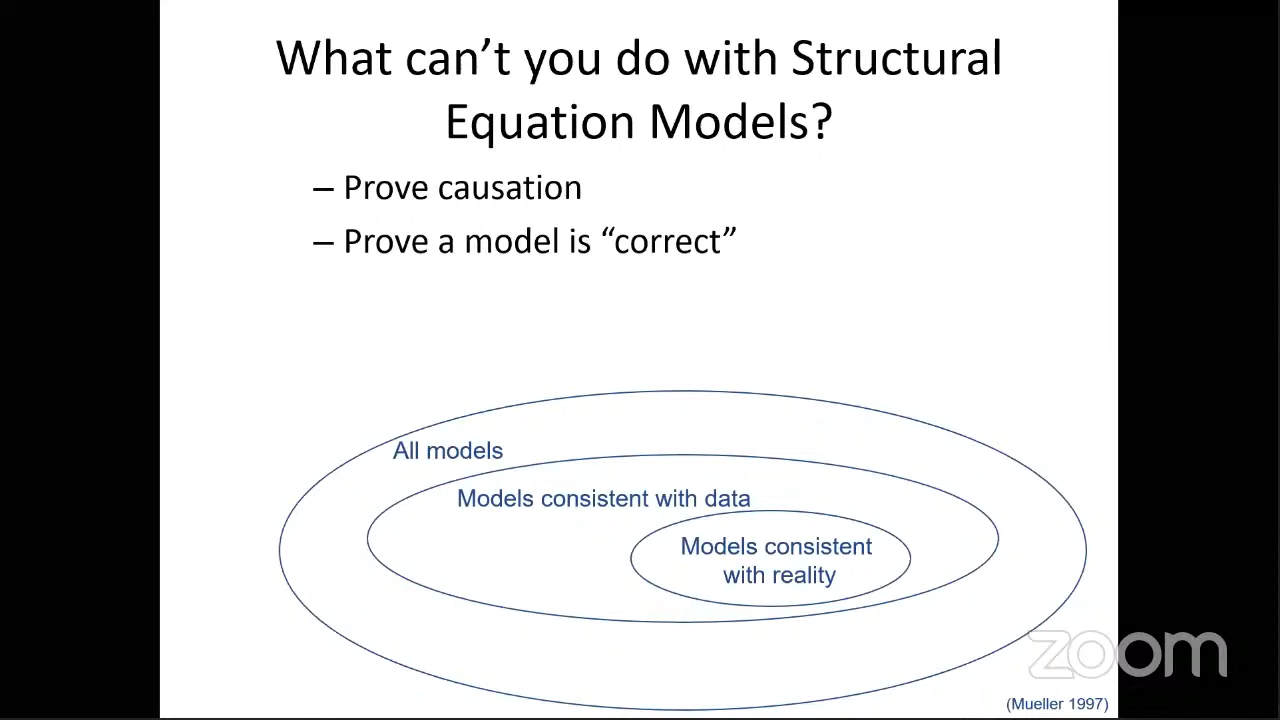 What can’t you do with Structural
Equation Models?
– Prove causation
– Prove a model is “correct”
All models
Models consistent with data
Models consistent
with reality
zoom
(Mueller 1997)